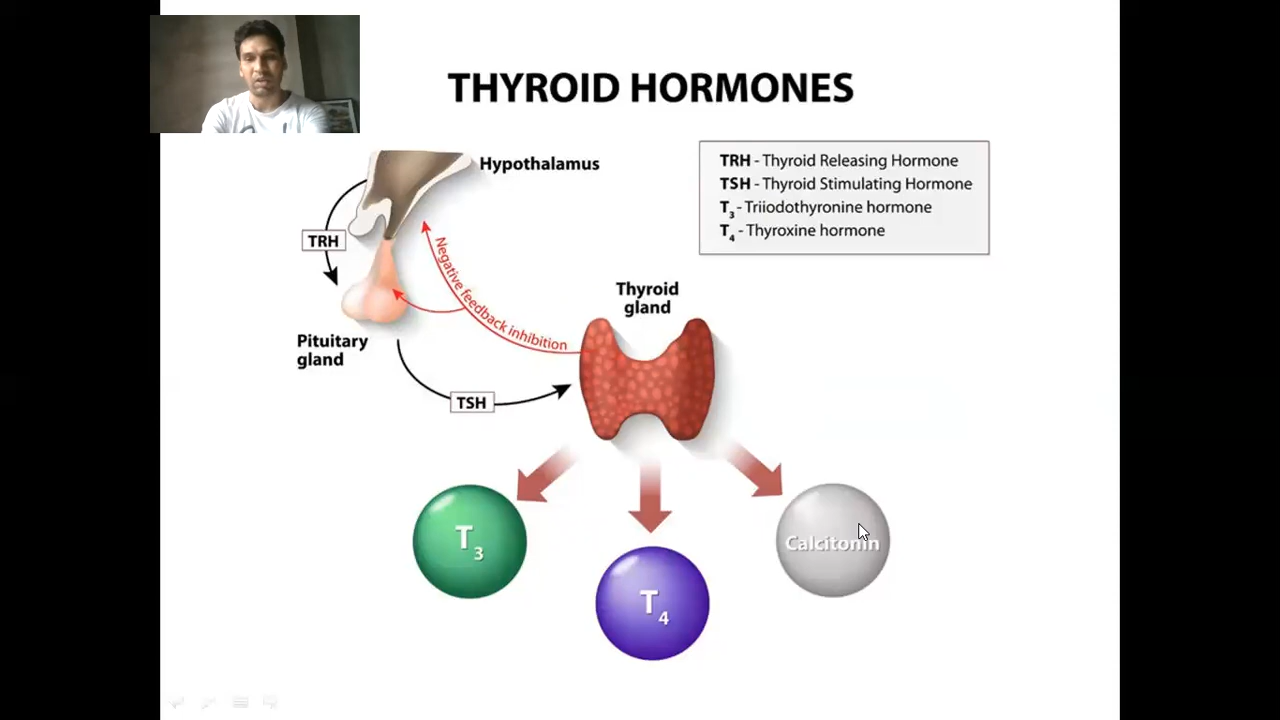 THYROID HORMONES
Hypothalamus
TRH - Thyroid Releasing Hormone
TSH - Thyroid Stimulating Hormone
T3 - Triiodothyronine hormone
T4 - Thyroxine hormone
TRH
Negative feedback inhibition
Thyroid
gland
Pituitary
gland
TSH
T3
T4
Calcitonin